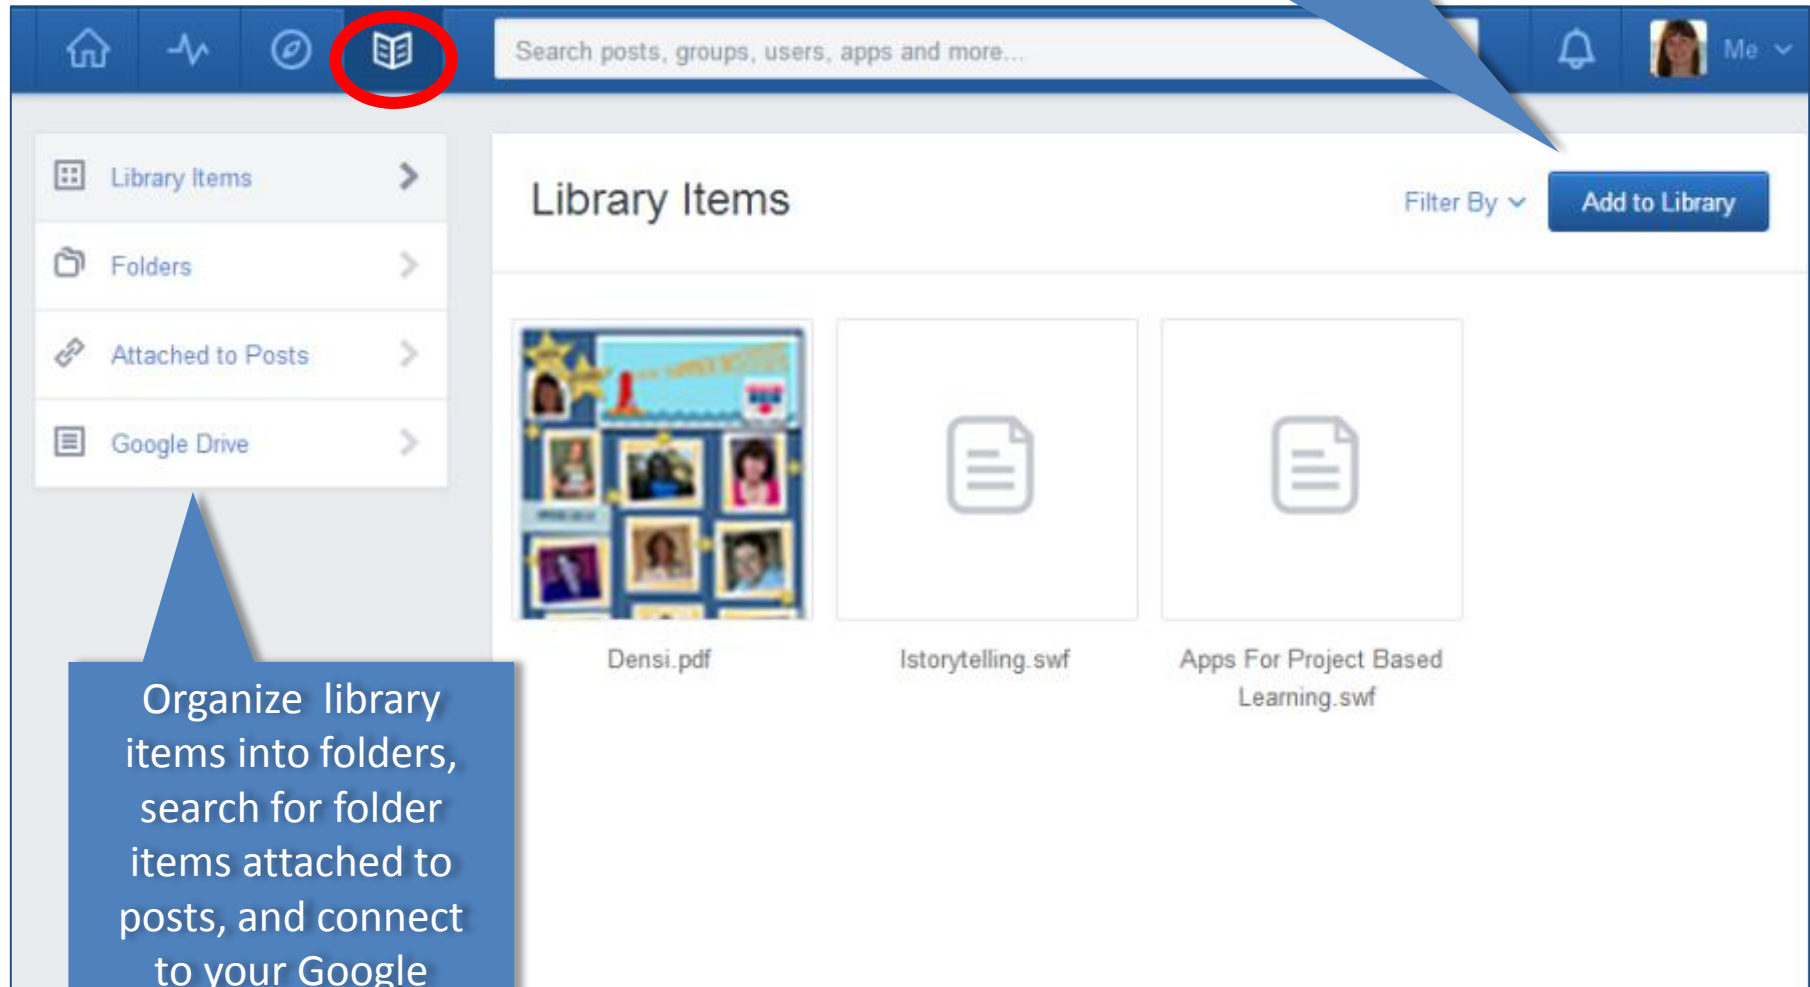 Search posts, groups, users, apps and more...
Me
Library Items
Folders
Attached to Posts
Google Drive
Library Items
Filter By
Add to Library
Densi.pdf
Istorytelling.swf
Apps For Project Based
Learning.swf
Organize library
items into folders,
search for folder
items attached to
posts, and connect
to your Google